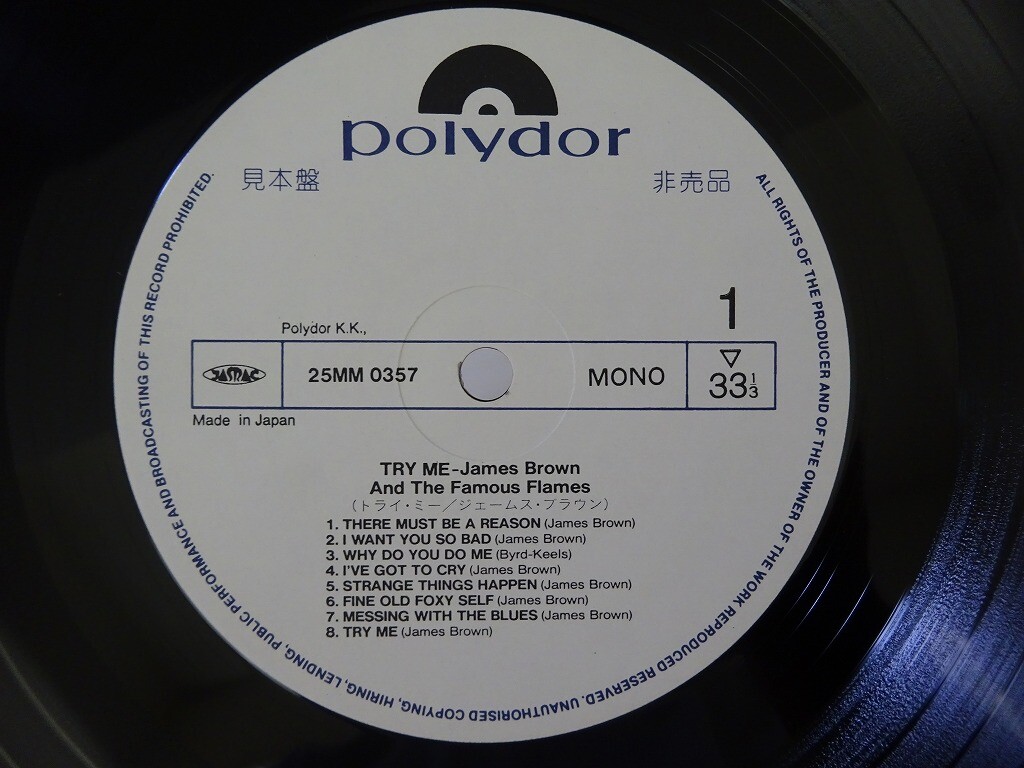 polydor
見本盤
非売品
1
Polydor K.K.,
JASRAC
25MM 0357
MONO
33 1/3
Made in Japan
TRY ME-James Brown
And The Famous Flames
(トライ・ミー/ジェームス・ブラウン)
1. THERE MUST BE A REASON (James Brown)
2. I WANT YOU SO BAD (James Brown)
3. WHY DO YOU DO ME (Byrd-Keels)
4. I'VE GOT TO CRY (James Brown)
5. STRANGE THINGS HAPPEN (James Brown)
6. FINE OLD FOXY SELF (James Brown)
7. MESSING WITH THE BLUES (James Brown)
8. TRY ME (James Brown)
ALL RIGHTS OF THE PRODUCER AND OF THE OWNER OF THE WORK REPRODUCED RESERVED. UNAUTHORISED COPYING, HIRING, LENDING, PUBLIC PERFORMANCE AND BROADCASTING OF THIS RECORD PROHIBITED.